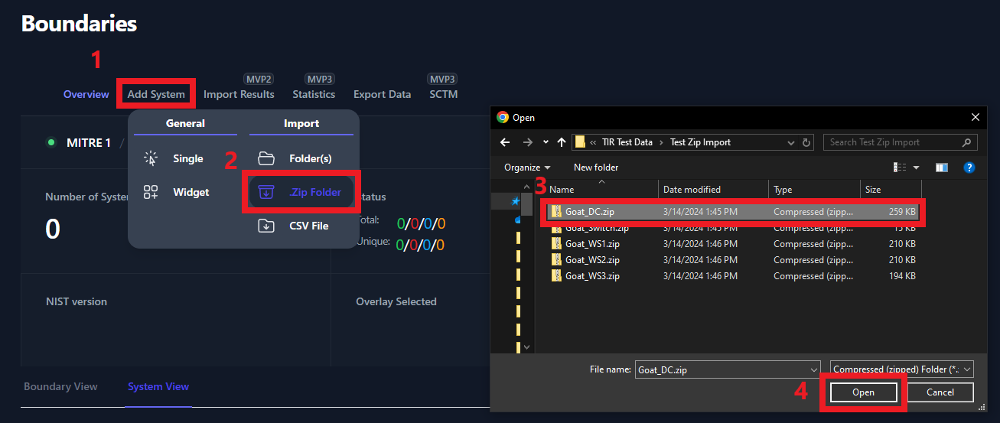 Boundaries
1
MVP2 MVP3 MVP3
Overview Add System Import Results Statistics Export Data SCTM
General Import
MITRE 1 /
Single Folder(s)
2
Widget .Zip Folder
CSV File
Number of System
0
Status
Total: 0/0/0/0
Unique: 0/0/0/0
NIST version Overlay Selected
Boundary View System View
Open
« TIR Test Data > Test Zip Import Search Test Zip Import
Organize New folder
3
Name Date modified Type Size
Goat_DC.zip 3/14/2024 1:45 PM Compressed (zipp... 259 KB
Goat_Switch.zip 3/14/2024 1:45 PM Compressed (zipp... 15 KB
Goat_WS1.zip 3/14/2024 1:46 PM Compressed (zipp... 210 KB
Goat_WS2.zip 3/14/2024 1:46 PM Compressed (zipp... 210 KB
Goat_WS3.zip 3/14/2024 1:46 PM Compressed (zipp... 194 KB
File name: Goat_DC.zip Compressed (zipped) Folder (*.
4
Open Cancel